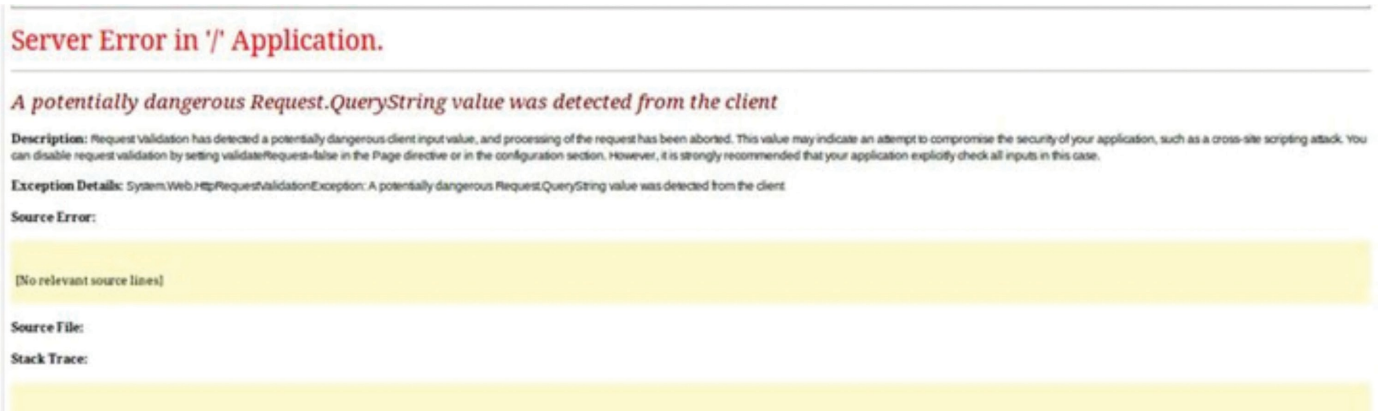 Server Error in '/' Application.
A potentially dangerous Request.QueryString value was detected from the client
Description: Request Validation has detected a potentially dangerous client input value, and processing of the request has been aborted. This value may indicate an attempt to compromise the security of your application, such as a cross-site scripting attack. You
can disable request validation by setting validateRequest=false in the Page directive or in the configuration section. However, it is strongly recommended that your application explicitly check all inputs in this case.
Exception Details: System.Web.HttpRequestValidationException: A potentially dangerous Request.QueryString value was detected from the client
Source Error:
[No relevant source lines]
Source File:
Stack Trace: